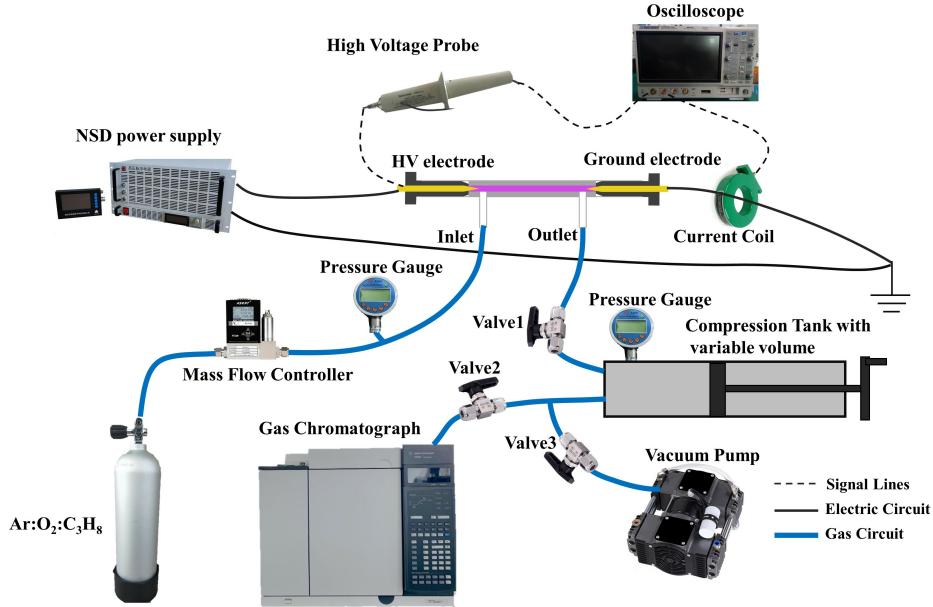 Oscilloscope
High Voltage Probe
NSD power supply
HV electrode
Ground electrode
Inlet
Outlet
Current Coil
Pressure Gauge
Pressure Gauge
Valve1
Compression Tank with
variable volume
Mass Flow Controller
Valve2
Gas Chromatograph
Valve3
Vacuum Pump
Signal Lines
Electric Circuit
Gas Circuit
Ar:O₂:C₃H₈